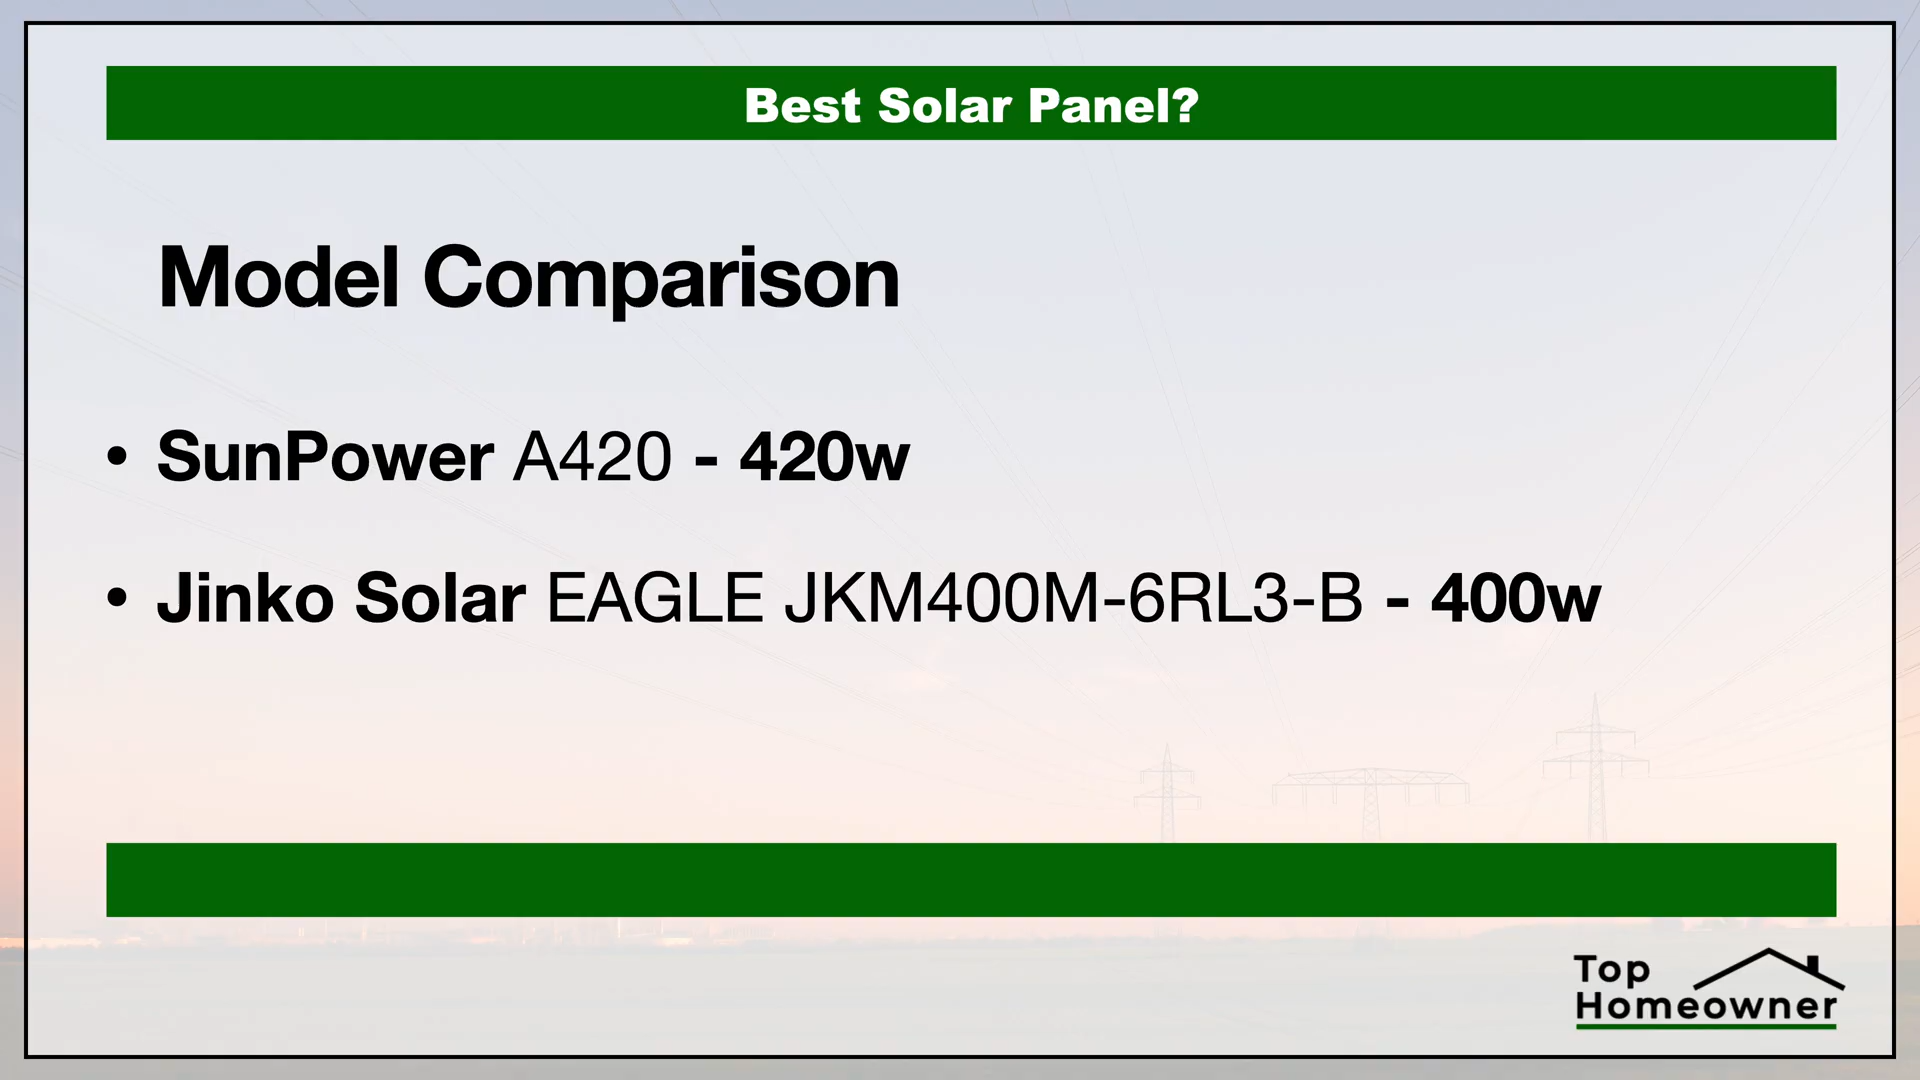 Best Solar Panel?
Model Comparison
• SunPower A420 - 420w
• Jinko Solar EAGLE JKM400M-6RL3-B - 400w
Top
Homeowner